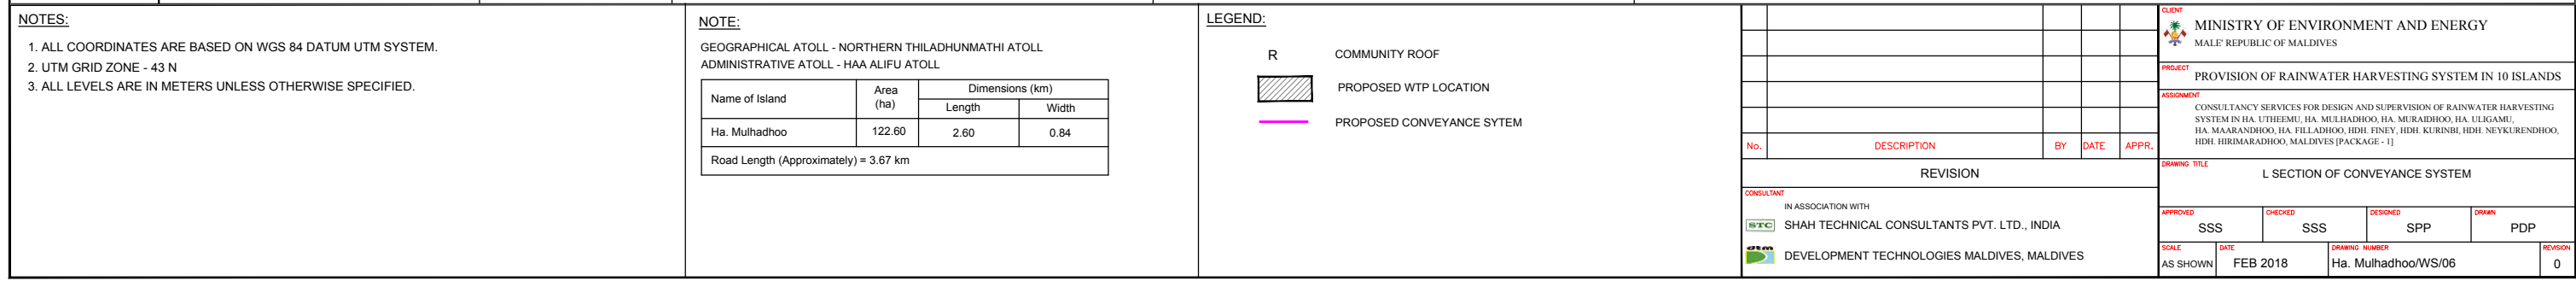 NOTES:
1. ALL COORDINATES ARE BASED ON WGS 84 DATUM UTM SYSTEM.
2. UTM GRID ZONE - 43 N
3. ALL LEVELS ARE IN METERS UNLESS OTHERWISE SPECIFIED.
NOTE:
GEOGRAPHICAL ATOLL - NORTHERN THILADHUNMATHI ATOLL
ADMINISTRATIVE ATOLL - HAA ALIFU ATOLL
Name of Island
Area
(ha)
Dimensions (km)
Length
Width
Ha. Mulhadhoo
122.60
2.60
0.84
Road Length (Approximately) = 3.67 km
LEGEND:
R COMMUNITY ROOF
PROPOSED WTP LOCATION
PROPOSED CONVEYANCE SYTEM
No.
DESCRIPTION
BY
DATE
APPR.
REVISION
CONSULTANT
IN ASSOCIATION WITH
STC
SHAH TECHNICAL CONSULTANTS PVT. LTD., INDIA
dtm
DEVELOPMENT TECHNOLOGIES MALDIVES, MALDIVES
CLIENT
MINISTRY OF ENVIRONMENT AND ENERGY
MALE' REPUBLIC OF MALDIVES
PROJECT
PROVISION OF RAINWATER HARVESTING SYSTEM IN 10 ISLANDS
ASSIGNMENT
CONSULTANCY SERVICES FOR DESIGN AND SUPERVISION OF RAINWATER HARVESTING
SYSTEM IN HA. UTHEEMU, HA. MULHADHOO, HA. MURAIDHOO, HA. ULIGAMU,
HA. MAARANDHOO, HA. FILLADHOO, HDH. FINEY, HDH. KURINBI, HDH. NEYKURENDHOO,
HDH. HIRIMARADHOO, MALDIVES [PACKAGE - 1]
DRAWING TITLE
L SECTION OF CONVEYANCE SYSTEM
APPROVED
SSS
CHECKED
SSS
DESIGNED
SPP
DRAWN
PDP
SCALE
AS SHOWN
DATE
FEB 2018
DRAWING NUMBER
Ha. Mulhadhoo/WS/06
REVISION
0